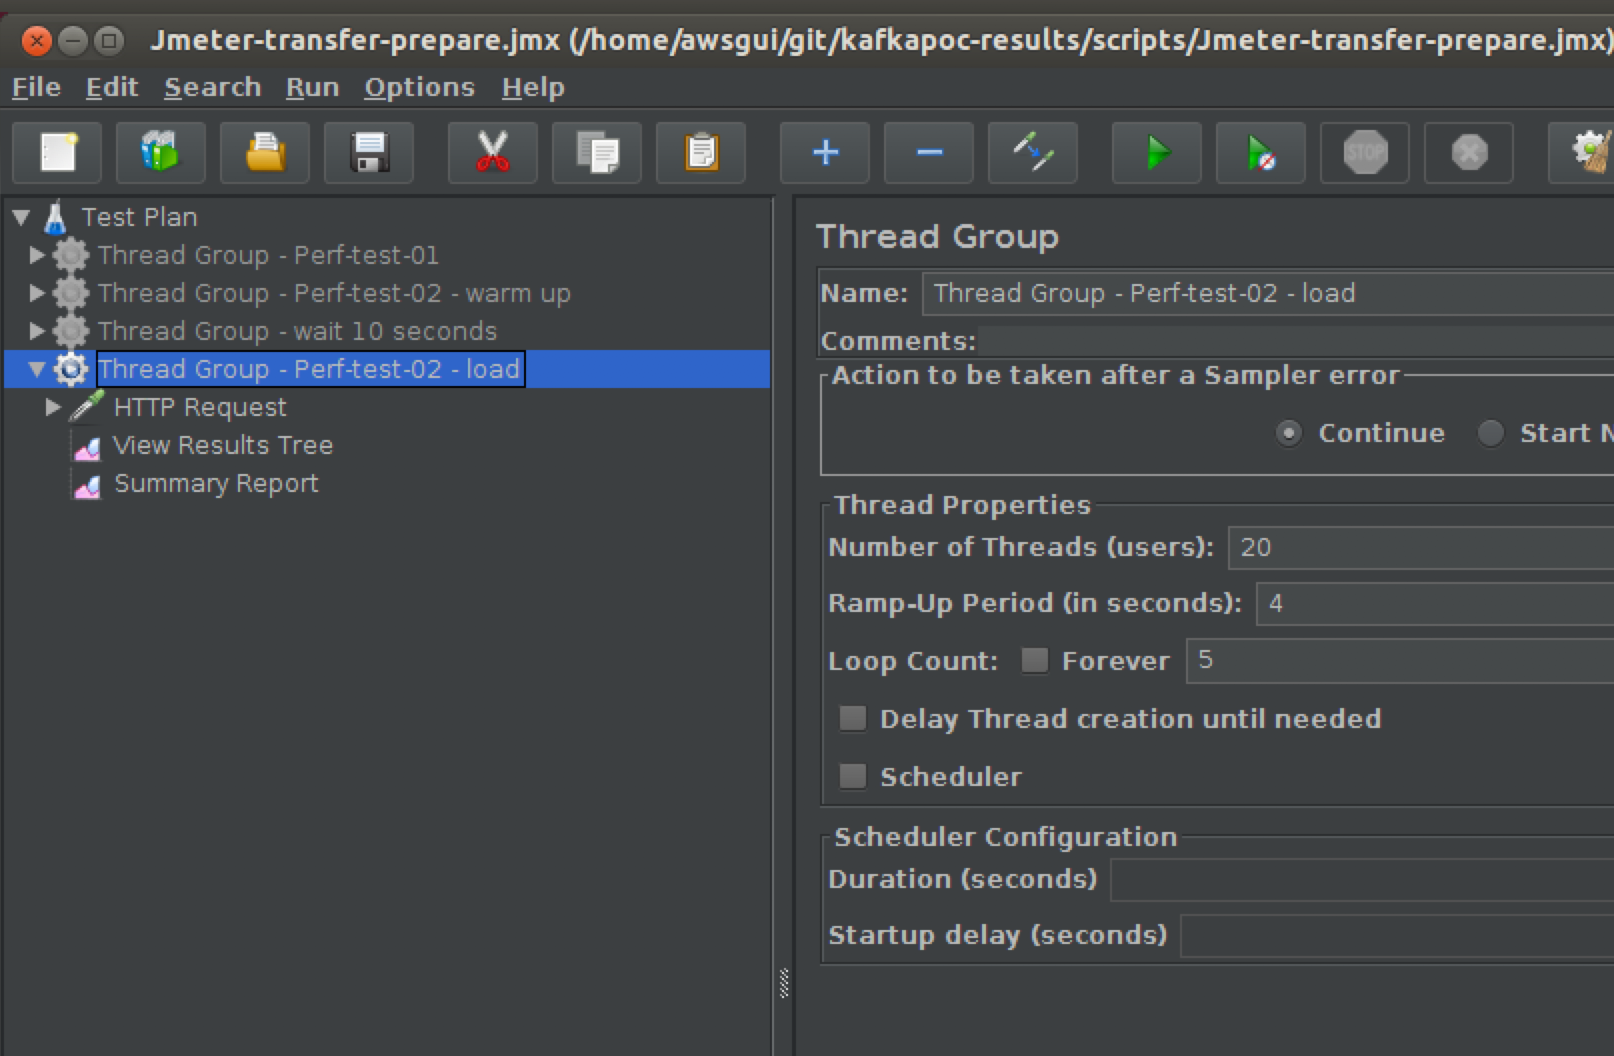 Jmeter-transfer-prepare.jmx (/home/awsgui/git/kafkapoc-results/scripts/Jmeter-transfer-prepare.jmx)
File Edit Search Run Options Help
STOP
Test Plan
Thread Group - Perf-test-01
Thread Group - Perf-test-02 - warm up
Thread Group - wait 10 seconds
Thread Group - Perf-test-02 - load
HTTP Request
View Results Tree
Summary Report
Thread Group
Name: Thread Group - Perf-test-02 - load
Comments:
Action to be taken after a Sampler error
Continue Start
Thread Properties
Number of Threads (users): 20
Ramp-Up Period (in seconds): 4
Loop Count: Forever 5
Delay Thread creation until needed
Scheduler
Scheduler Configuration
Duration (seconds)
Startup delay (seconds)